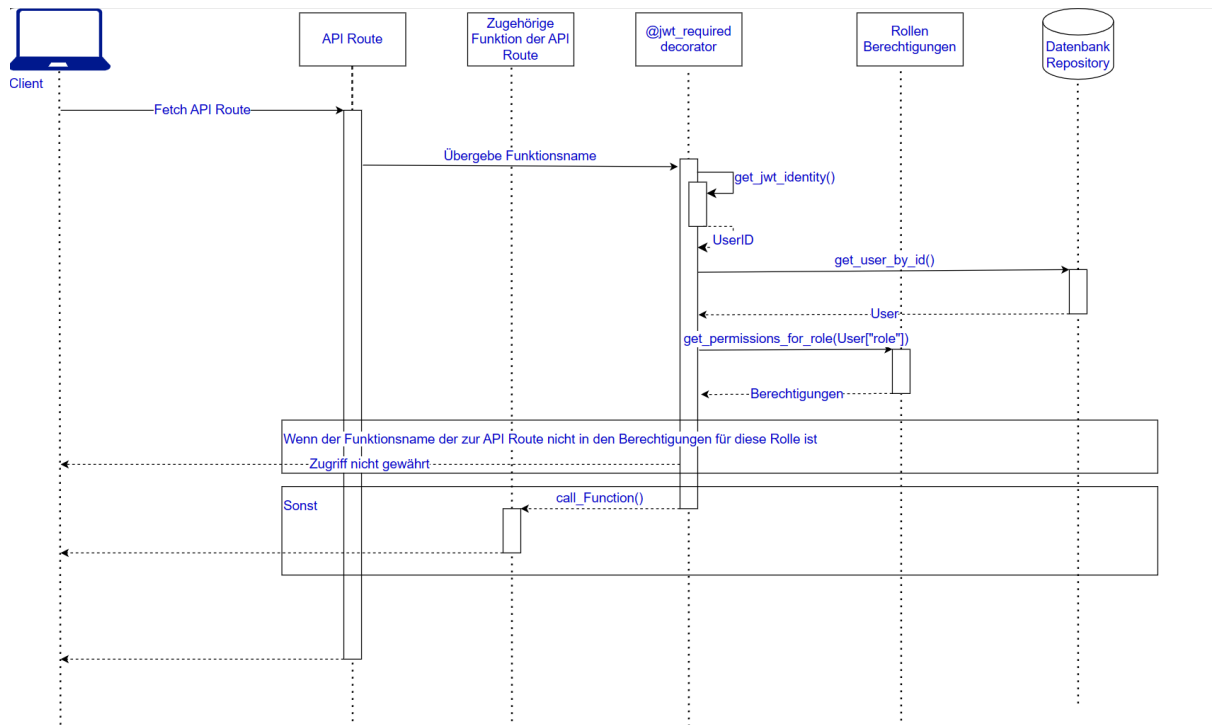 Client
API Route
Zugehörige
Funktion der API
Route
@jwt_required
decorator
Rollen
Berechtigungen
Datenbank
Repository
Fetch API Route
Übergebe Funktionsname
get_jwt_identity()
UserID
get_user_by_id()
User
get_permissions_for_role(User["role"])
Berechtigungen
Wenn der Funktionsname der zur API Route nicht in den Berechtigungen für diese Rolle ist
Zugriff nicht gewährt
Sonst
call_Function()